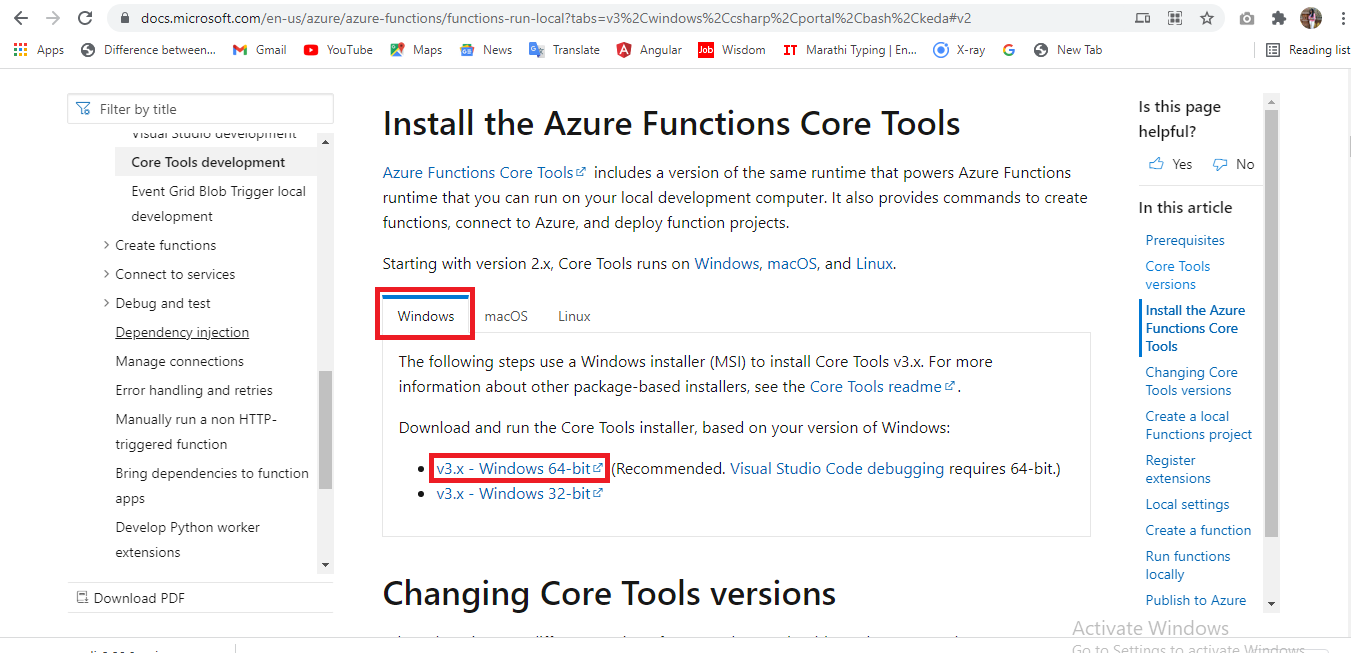 docs.microsoft.com/en-us/azure/azure-functions/functions-run-local?tabs=v3%2Cwindows%2Ccsharp%2Cportal%2Cbash%2Ckeda#v2
Apps Difference between... Gmail YouTube Maps News Translate Angular Job Wisdom IT Marathi Typing | En... X-ray G New Tab Reading list
Filter by title
Visual Studio development
Core Tools development
Event Grid Blob Trigger local
development
Create functions
Connect to services
Debug and test
Dependency injection
Manage connections
Error handling and retries
Manually run a non HTTP-
triggered function
Bring dependencies to function
apps
Develop Python worker
extensions
Download PDF
Install the Azure Functions Core Tools
Azure Functions Core Tools includes a version of the same runtime that powers Azure Functions
runtime that you can run on your local development computer. It also provides commands to create
functions, connect to Azure, and deploy function projects.
Starting with version 2.x, Core Tools runs on Windows, macOS, and Linux.
Windows macOS Linux
The following steps use a Windows installer (MSI) to install Core Tools v3.x. For more
information about other package-based installers, see the Core Tools readme .
Download and run the Core Tools installer, based on your version of Windows:
• v3.x - Windows 64-bit (Recommended. Visual Studio Code debugging requires 64-bit.)
• v3.x - Windows 32-bit
Changing Core Tools versions
Is this page
helpful?
Yes No
In this article
Prerequisites
Core Tools
versions
Install the Azure
Functions Core
Tools
Changing Core
Tools versions
Create a local
Functions project
Register
extensions
Local settings
Create a function
Run functions
locally
Publish to Azure
Activate Windows
Go to Settings to activate Windows.